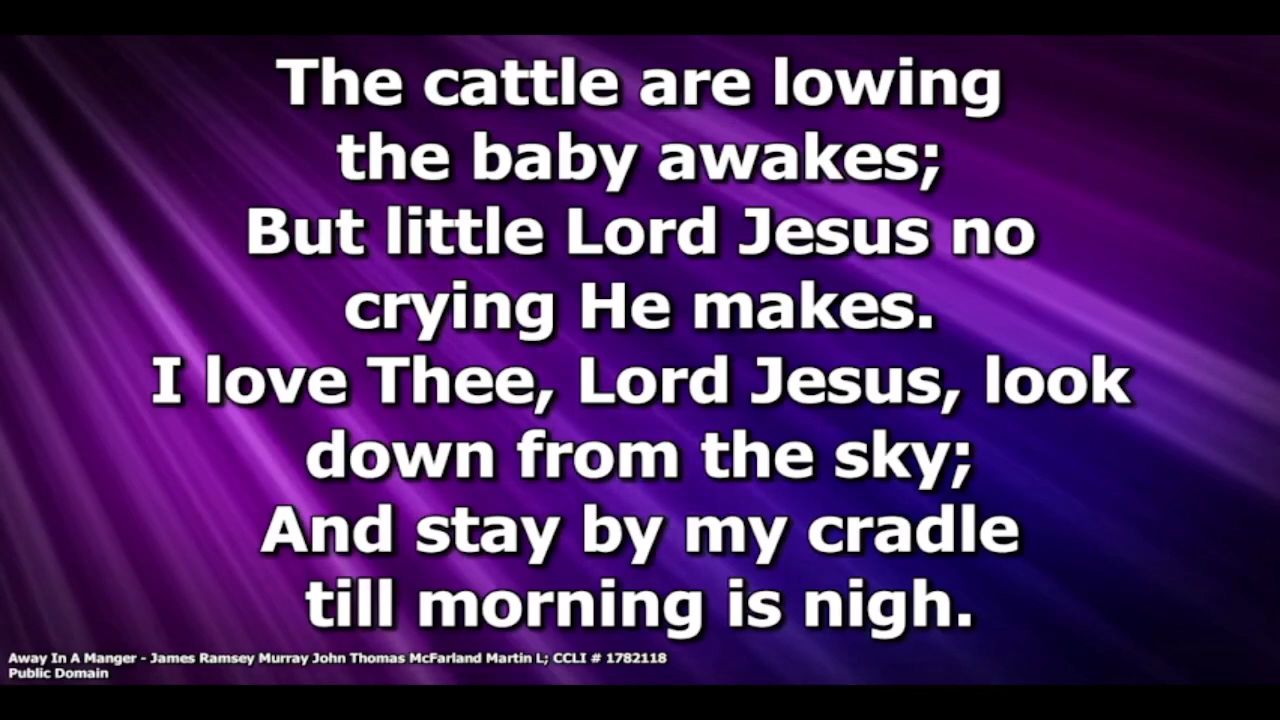 The cattle are lowing
the baby awakes;
But little Lord Jesus no
crying He makes.
I love Thee, Lord Jesus, look
down from the sky;
And stay by my cradle
till morning is nigh.
Away In A Manger - James Ramsey Murray John Thomas McFarland Martin L; CCLI # 1782118
Public Domain